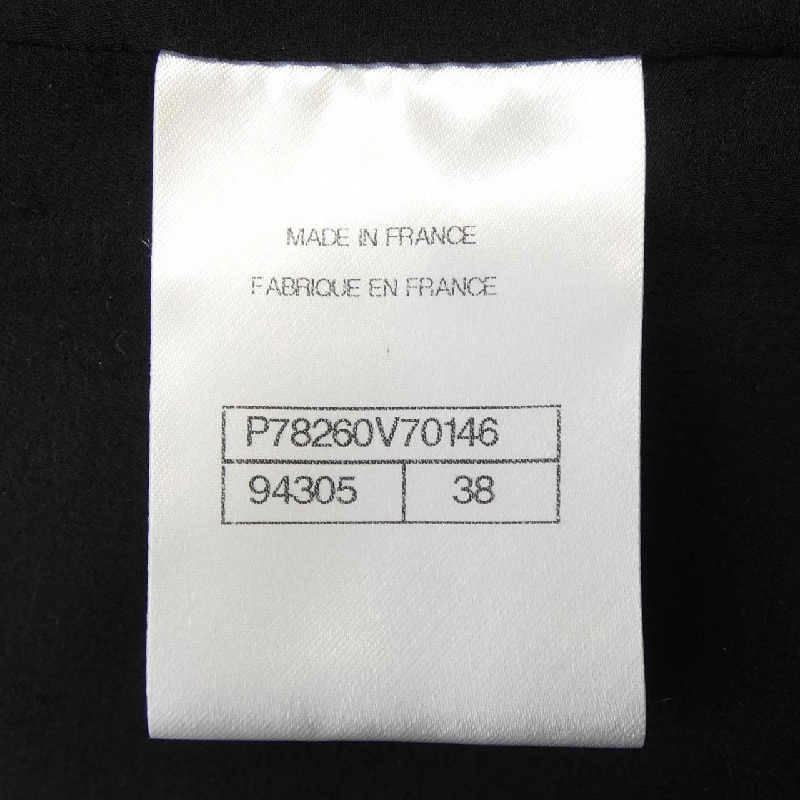 MADE IN FRANCE
FABRIQUE EN FRANCE
P78260V70146
94305 38